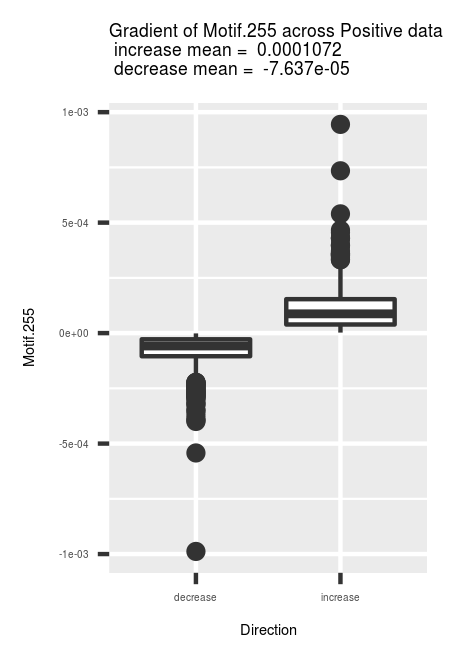 Gradient of Motif.255 across Positive data
increase mean =  0.0001072
decrease mean =  -7.637e-05
1e-03
5e-04
0e+00
-5e-04
-1e-03
Motif.255
decrease
increase
Direction